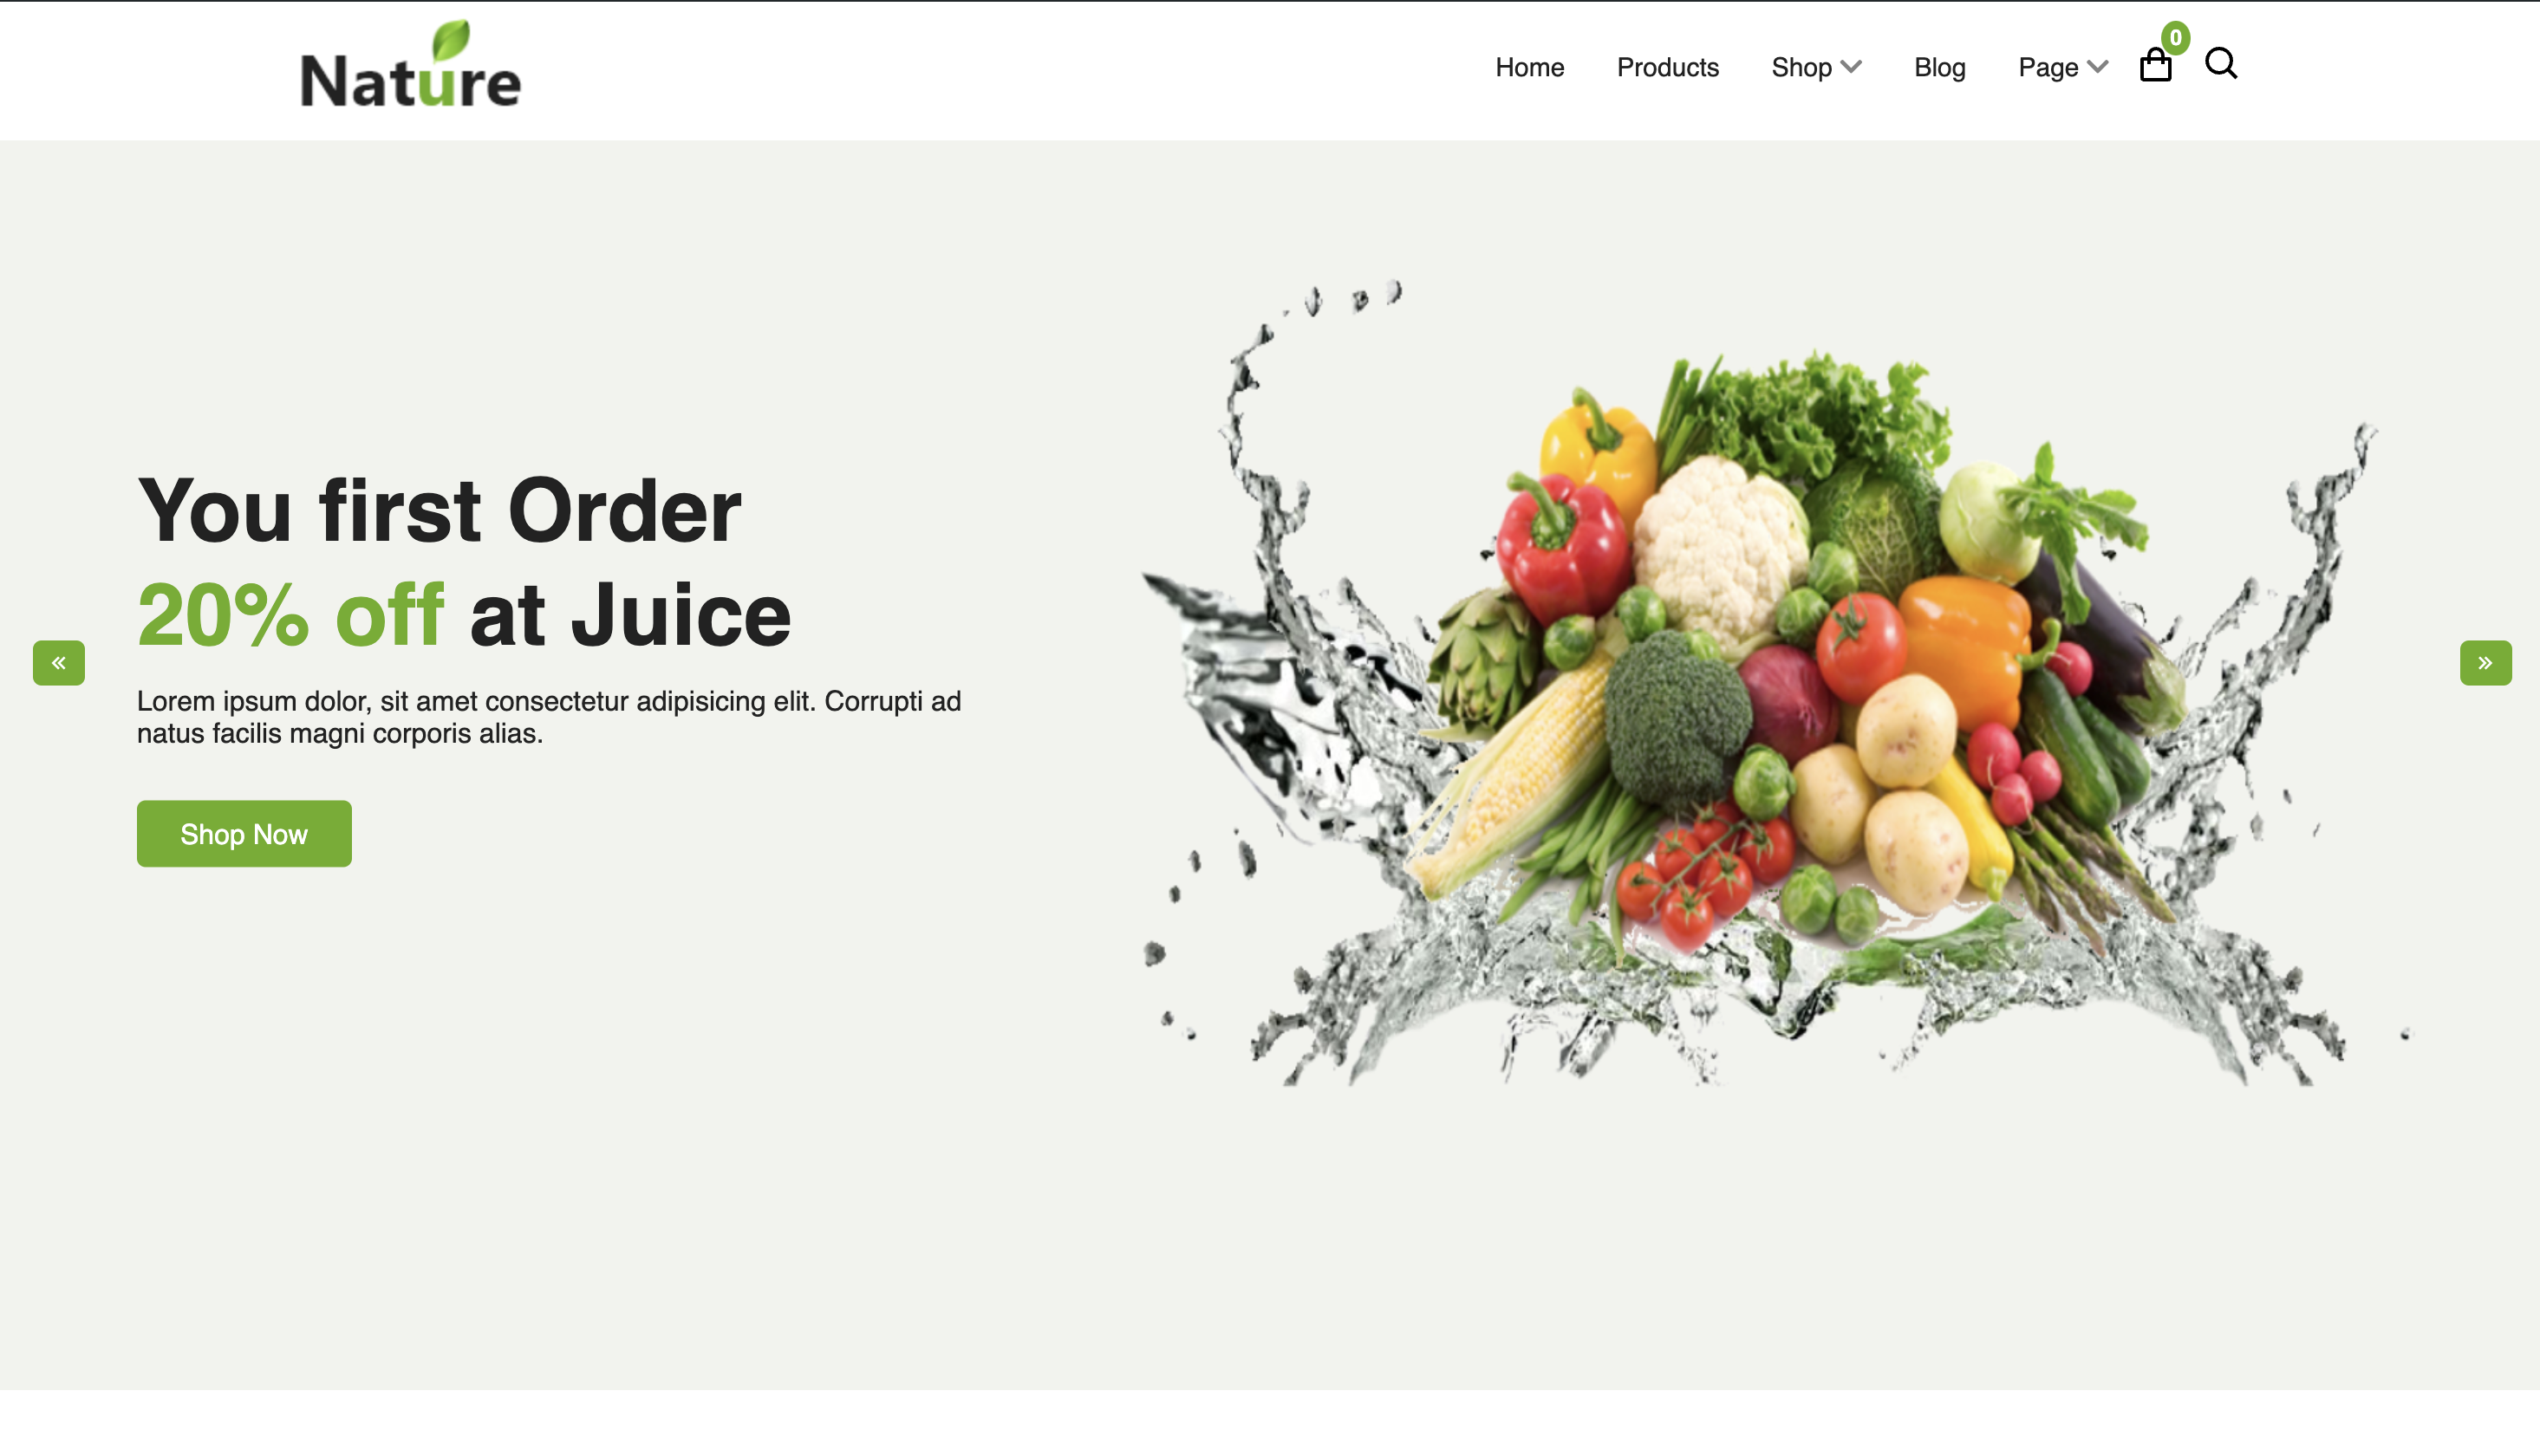 Nature
Home Products Shop Blog Page 0
You first Order
20% off at Juice
Lorem ipsum dolor, sit amet consectetur adipisicing elit. Corrupti ad
natus facilis magni corporis alias.
«
»
Shop Now